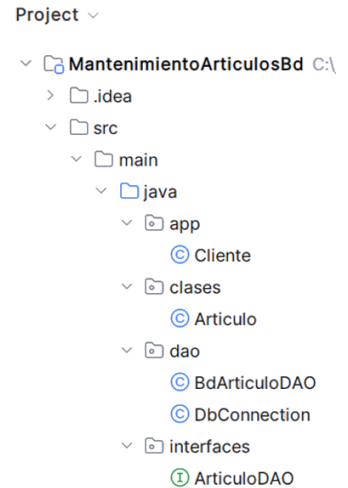 Project
MantenimientoArticulosBd C:\
.idea
src
main
java
app
C Cliente
clases
C Articulo
dao
C BdArticuloDAO
C DbConnection
interfaces
I ArticuloDAO